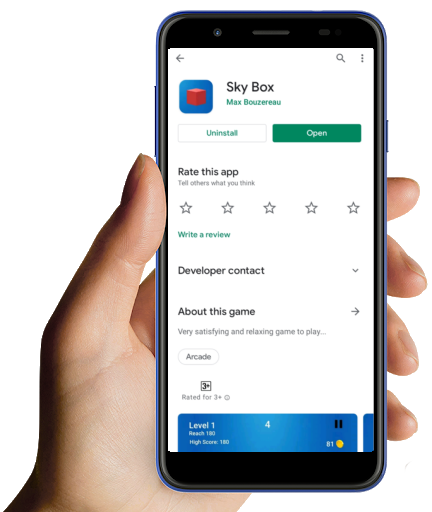 Sky Box
Max Bouzereau
Uninstall
Open
Rate this app
Tell others what you think
Write a review
Developer contact
About this game
Very satisfying and relaxing game to play...
Arcade
3+
Rated for 3+
Level 1
4
Reach 180
High Score: 180
81